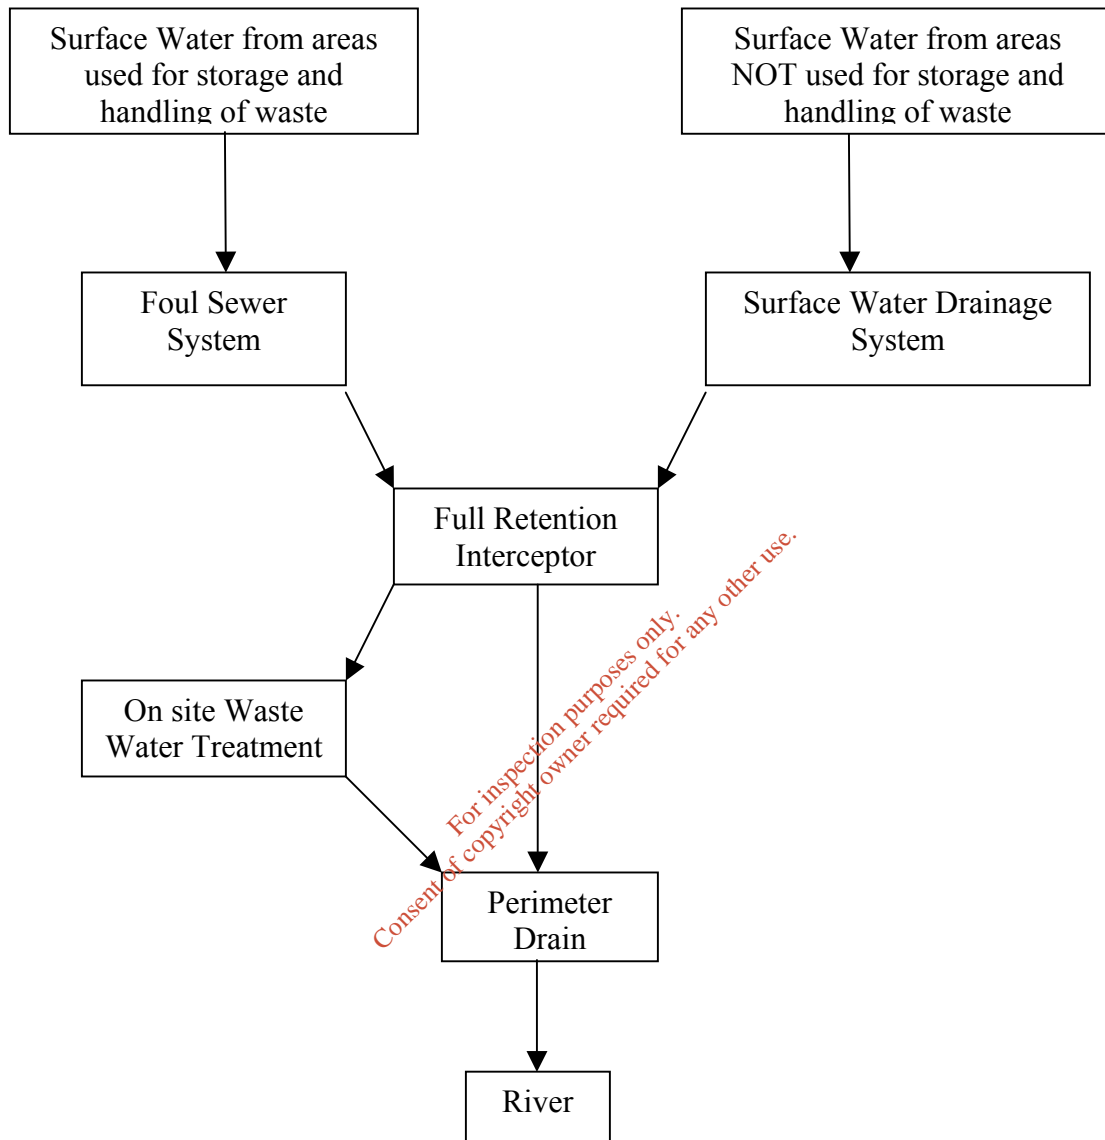 Surface Water from areas
used for storage and
handling of waste
Surface Water from areas
NOT used for storage and
handling of waste
Foul Sewer
System
Surface Water Drainage
System
Full Retention
Interceptor
On site Waste
Water Treatment
For inspection purposes only.
Consent of copyright owner required for any other use.
Perimeter
Drain
River